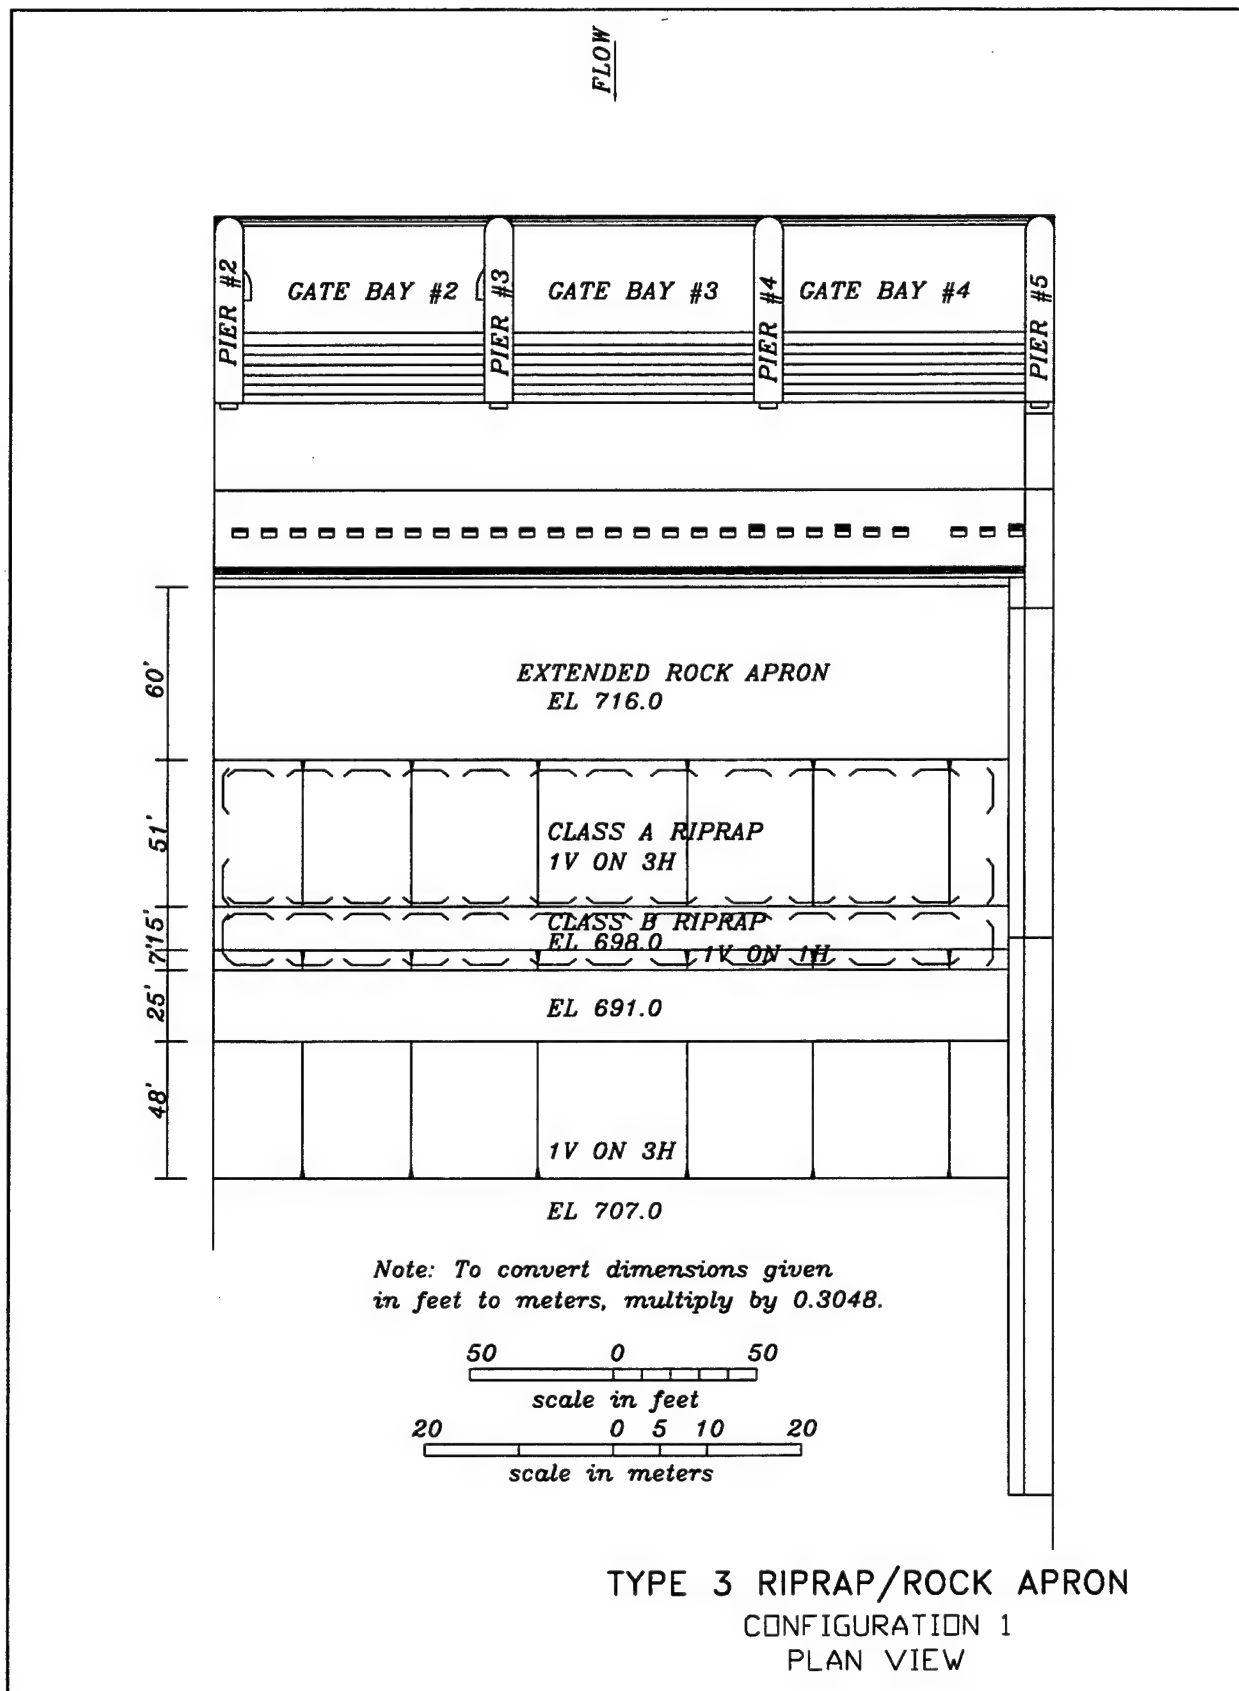 FLOW
PIER #2
GATE BAY #2
PIER #3
GATE BAY #3
PIER #4
GATE BAY #4
PIER #5
60'
EXTENDED ROCK APRON
EL 716.0
51'
CLASS A RIPRAP
1V ON 3H
15'
CLASS B RIPRAP
EL 698.0
7'
1V ON 1H
25'
EL 691.0
48'
1V ON 3H
EL 707.0
Note: To convert dimensions given
in feet to meters, multiply by 0.3048.
50 0 50
scale in feet
20 0 5 10 20
scale in meters
TYPE 3 RIPRAP/ROCK APRON
CONFIGURATION 1
PLAN VIEW